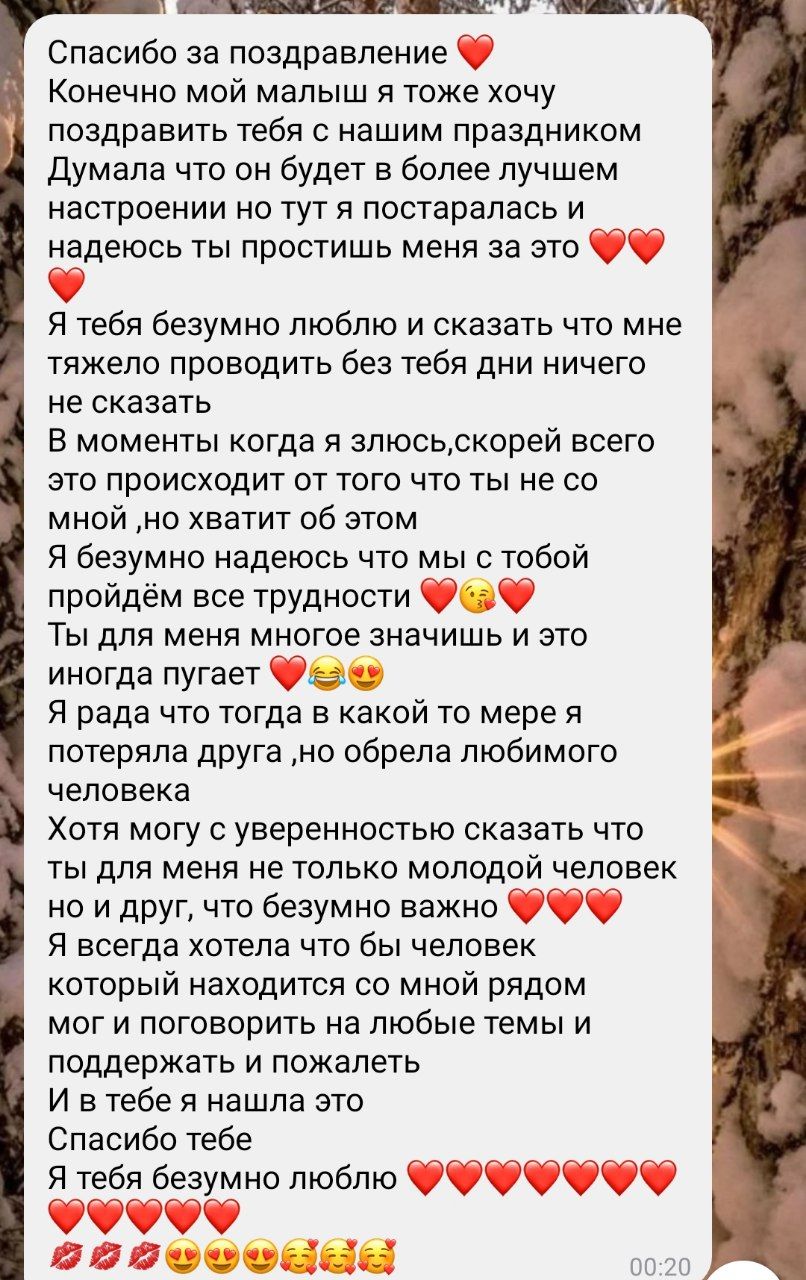 Спасибо за поздравление ❤️
Конечно мой малыш я тоже хочу
поздравить тебя с нашим праздником
Думала что он будет в более лучшем
настроении но тут я постаралась и
надеюсь ты простишь меня за это ❤️❤️
❤️
Я тебя безумно люблю и сказать что мне
тяжело проводить без тебя дни ничего
не сказать
В моменты когда я злюсь,скорей всего
это происходит от того что ты не со
мной ,но хватит об этом
Я безумно надеюсь что мы с тобой
пройдём все трудности ❤️😘❤️
Ты для меня многое значишь и это
иногда пугает ❤️😂😍
Я рада что тогда в какой то мере я
потеряла друга ,но обрела любимого
человека
Хотя могу с уверенностью сказать что
ты для меня не только молодой человек
но и друг, что безумно важно ❤️❤️❤️
Я всегда хотела что бы человек
который находится со мной рядом
мог и поговорить на любые темы и
поддержать и пожалеть
И в тебе я нашла это
Спасибо тебе
Я тебя безумно люблю ❤️❤️❤️❤️❤️❤️❤️
❤️❤️❤️❤️❤️
💋💋💋😍😍😍🥰🥰🥰
00:20